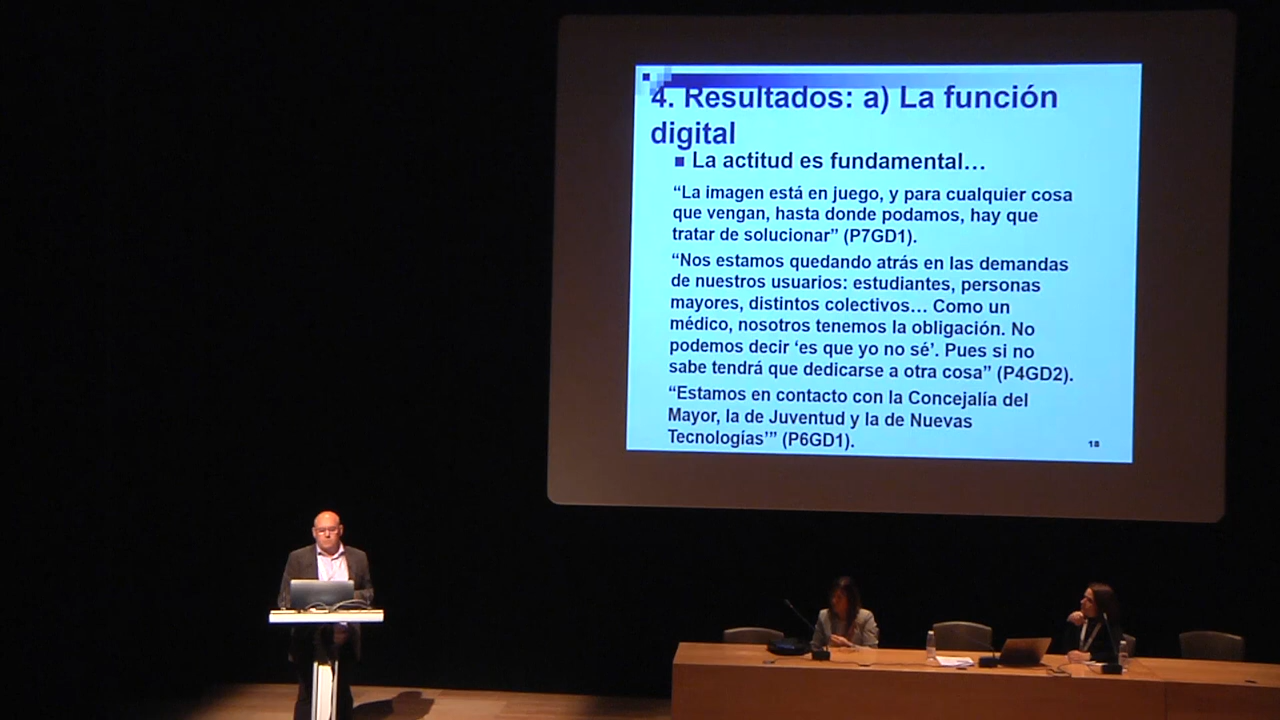 4. Resultados: a) La función
digital
La actitud es fundamental…
“La imagen está en juego, y para cualquier cosa
que vengan, hasta donde podamos, hay que
tratar de solucionar” (P7GD1).
“Nos estamos quedando atrás en las demandas
de nuestros usuarios: estudiantes, personas
mayores, distintos colectivos… Como un
médico, nosotros tenemos la obligación. No
podemos decir ‘es que yo no sé’. Pues si no
sabe tendrá que dedicarse a otra cosa” (P4GD2).
“Estamos en contacto con la Concejalía del
Mayor, la de Juventud y la de Nuevas
Tecnologías’” (P6GD1).
18